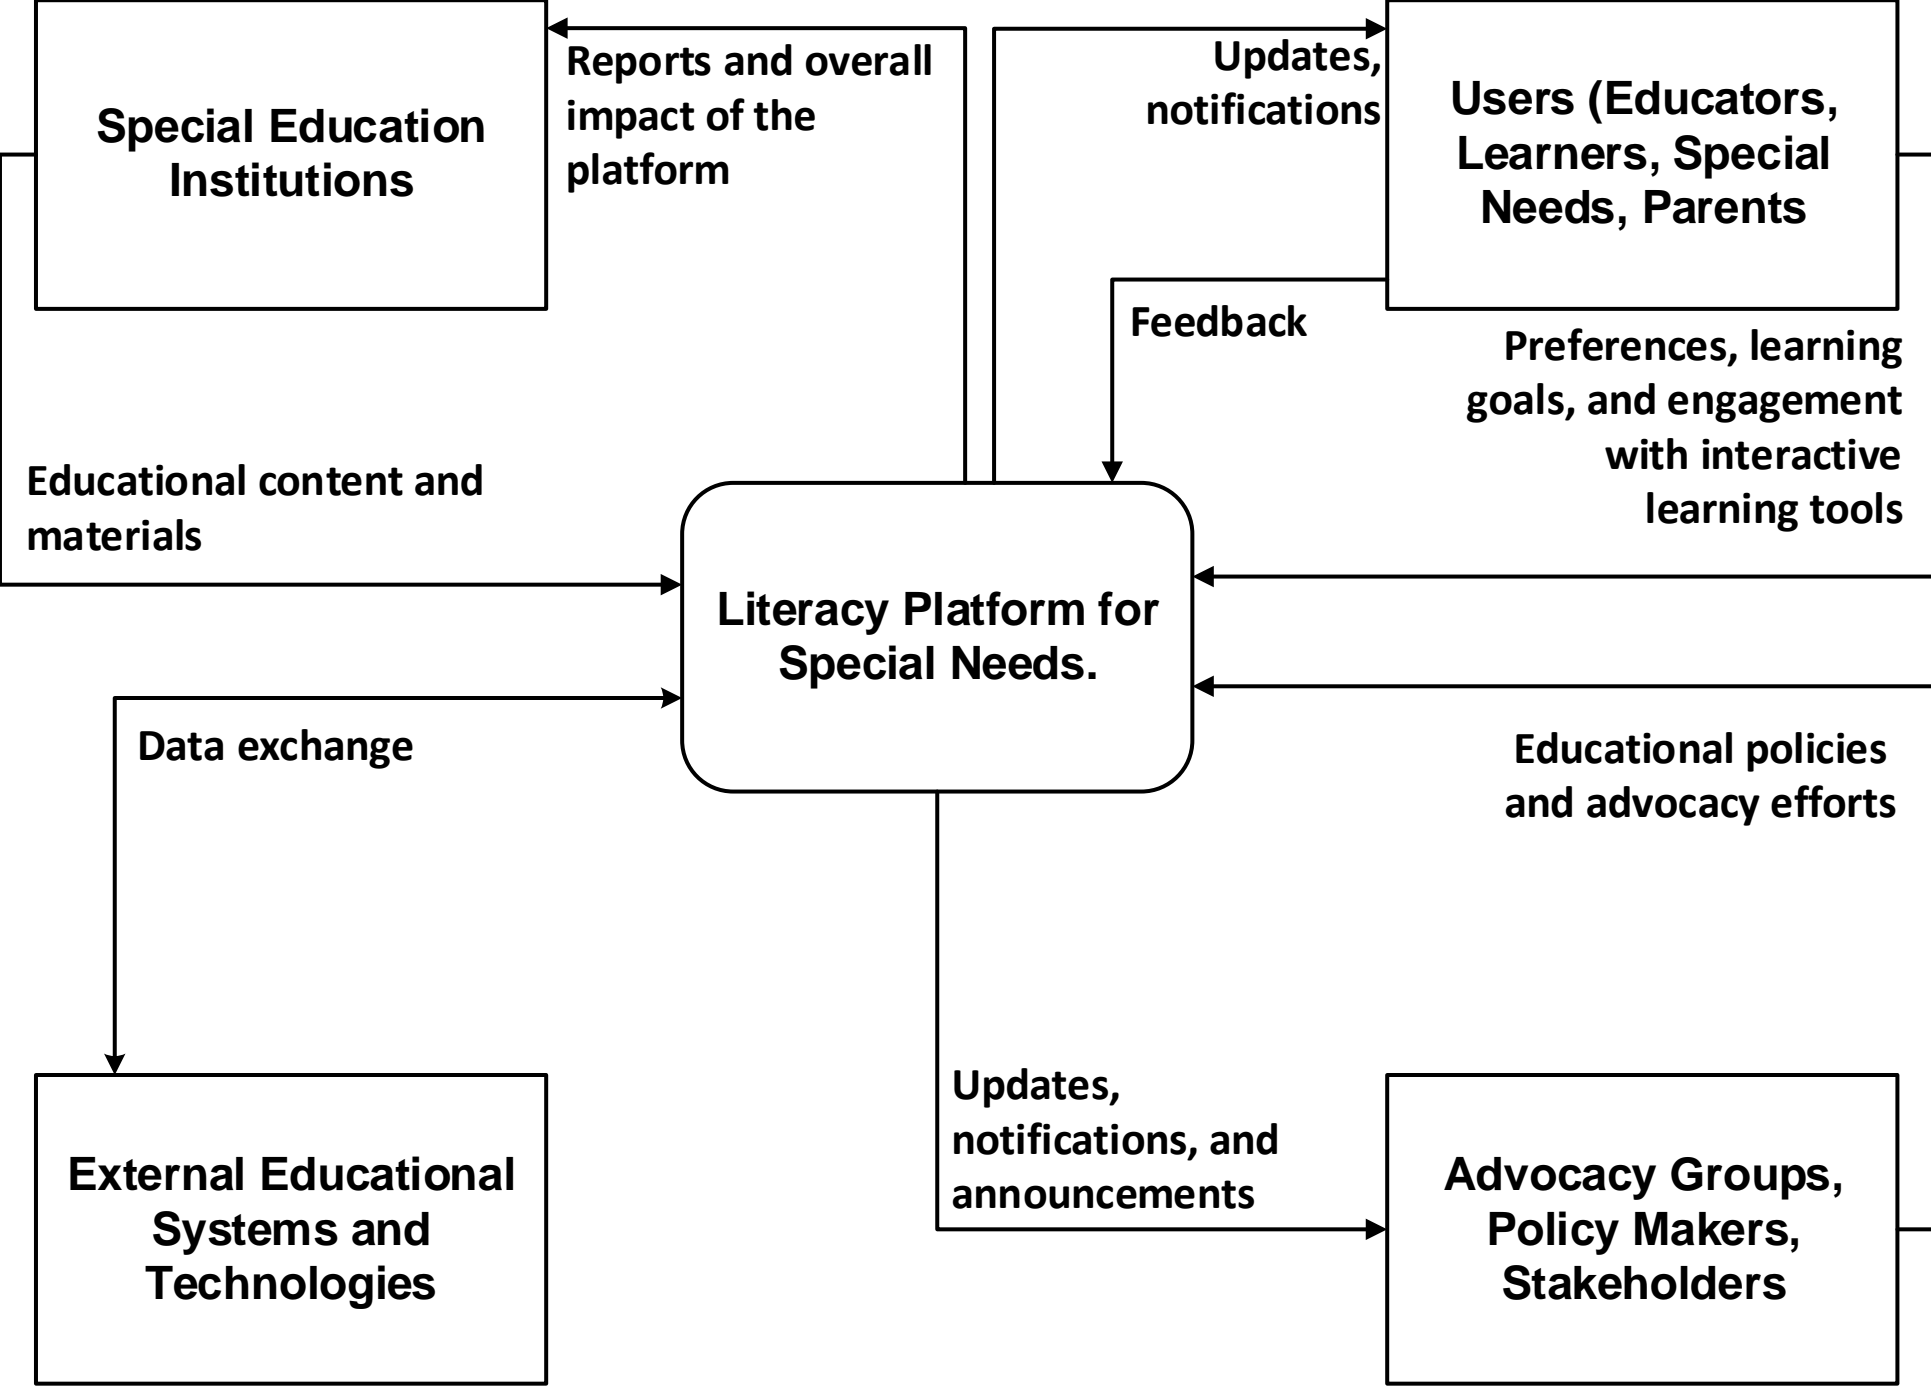 Special Education
Institutions
Reports and overall
impact of the
platform
Updates,
notifications
Users (Educators,
Learners, Special
Needs, Parents
Feedback
Preferences, learning
goals, and engagement
with interactive
learning tools
Educational content and
materials
Literacy Platform for
Special Needs.
Data exchange
Educational policies
and advocacy efforts
External Educational
Systems and
Technologies
Updates,
notifications, and
announcements
Advocacy Groups,
Policy Makers,
Stakeholders